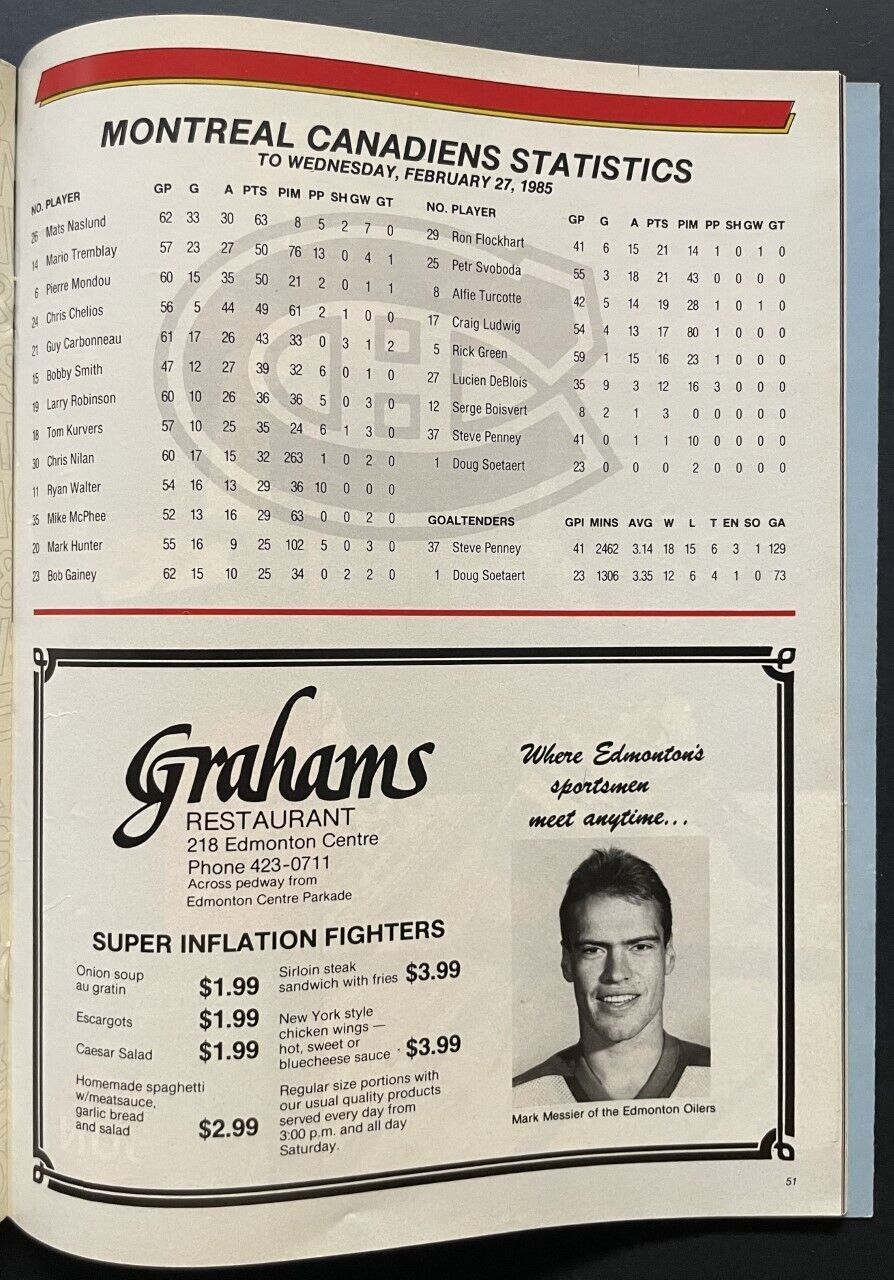 MONTREAL CANADIENS STATISTICS
TO WEDNESDAY, FEBRUARY 27, 1985
NO. PLAYER GP G A PTS PIM PP SH GW GT
26 Mats Naslund 62 33 30 63 8 5 2 7 0
14 Mario Tremblay 57 23 27 50 76 13 0 4 1
6 Pierre Mondou 60 15 35 50 21 2 0 1 1
24 Chris Chelios 56 5 44 49 61 2 1 0 0
21 Guy Carbonneau 61 17 26 43 33 0 3 1 2
15 Bobby Smith 47 12 27 39 32 6 0 1 0
19 Larry Robinson 60 10 26 36 36 5 0 3 0
18 Tom Kurvers 57 10 25 35 24 6 1 3 0
30 Chris Nilan 60 17 15 32 263 1 0 2 0
11 Ryan Walter 54 16 13 29 36 10 0 0 0
35 Mike McPhee 52 13 16 29 63 0 0 2 0
20 Mark Hunter 55 16 9 25 102 5 0 3 0
23 Bob Gainey 62 15 10 25 34 0 2 2 0
NO. PLAYER GP G A PTS PIM PP SH GW GT
29 Ron Flockhart 41 6 15 21 14 1 0 1 0
25 Petr Svoboda 55 3 18 21 43 0 0 0 0
8 Alfie Turcotte 42 5 14 19 28 1 0 1 0
17 Craig Ludwig 54 4 13 17 80 1 0 0 0
5 Rick Green 59 1 15 16 23 1 0 0 0
27 Lucien DeBlois 35 9 3 12 16 3 0 0 0
12 Serge Boisvert 8 2 1 3 0 0 0 0 0
37 Steve Penney 41 0 1 1 10 0 0 0 0
1 Doug Soetaert 23 0 0 0 2 0 0 0 0
GOALTENDERS GPI MINS AVG W L T EN SO GA
37 Steve Penney 41 2462 3.14 18 15 6 3 1 129
1 Doug Soetaert 23 1306 3.35 12 6 4 1 0 73
Grahams
RESTAURANT
218 Edmonton Centre
Phone 423-0711
Across pedway from
Edmonton Centre Parkade
SUPER INFLATION FIGHTERS
Onion soup
au gratin $1.99
Escargots $1.99
Caesar Salad $1.99
Homemade spaghetti
w/meatsauce,
garlic bread
and salad $2.99
Sirloin steak
sandwich with fries $3.99
New York style
chicken wings —
hot, sweet or
bluecheese sauce · $3.99
Regular size portions with
our usual quality products
served every day from
3:00 p.m. and all day
Saturday.
Where Edmonton's
sportsmen
meet anytime...
Mark Messier of the Edmonton Oilers
51